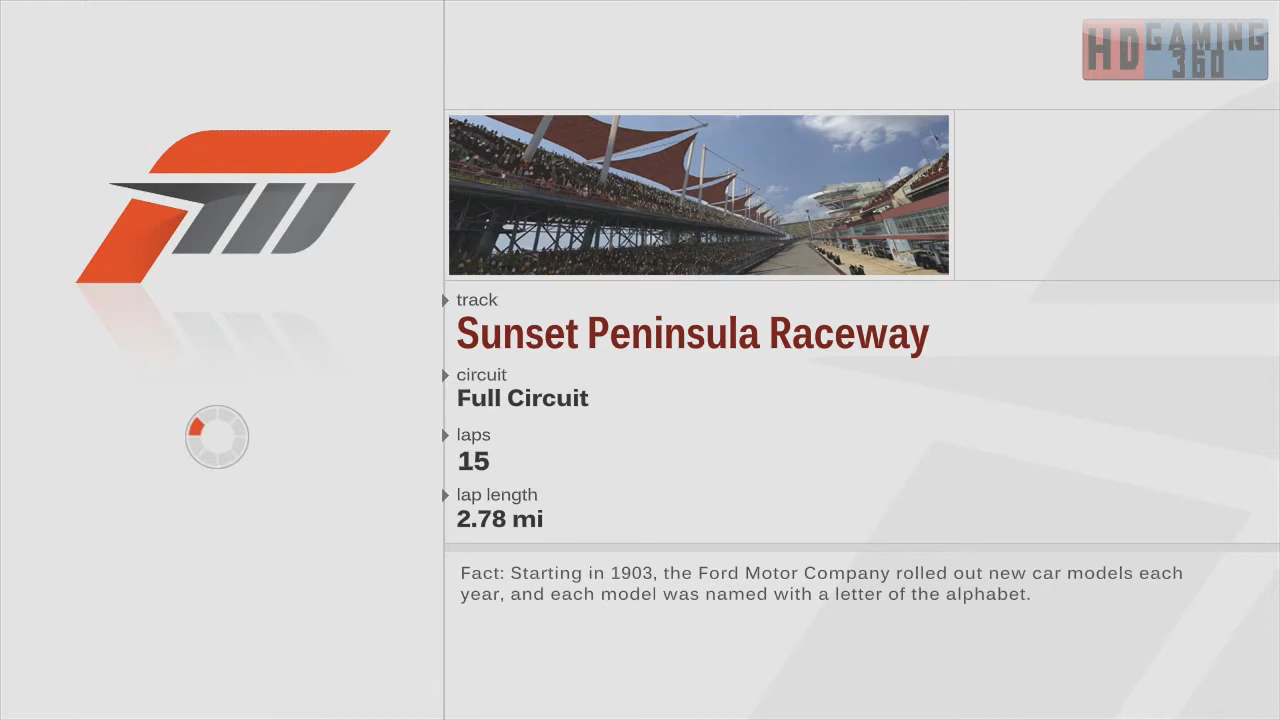 HD GAMING
360
track
Sunset Peninsula Raceway
circuit
Full Circuit
laps
15
lap length
2.78 mi
Fact: Starting in 1903, the Ford Motor Company rolled out new car models each
year, and each model was named with a letter of the alphabet.